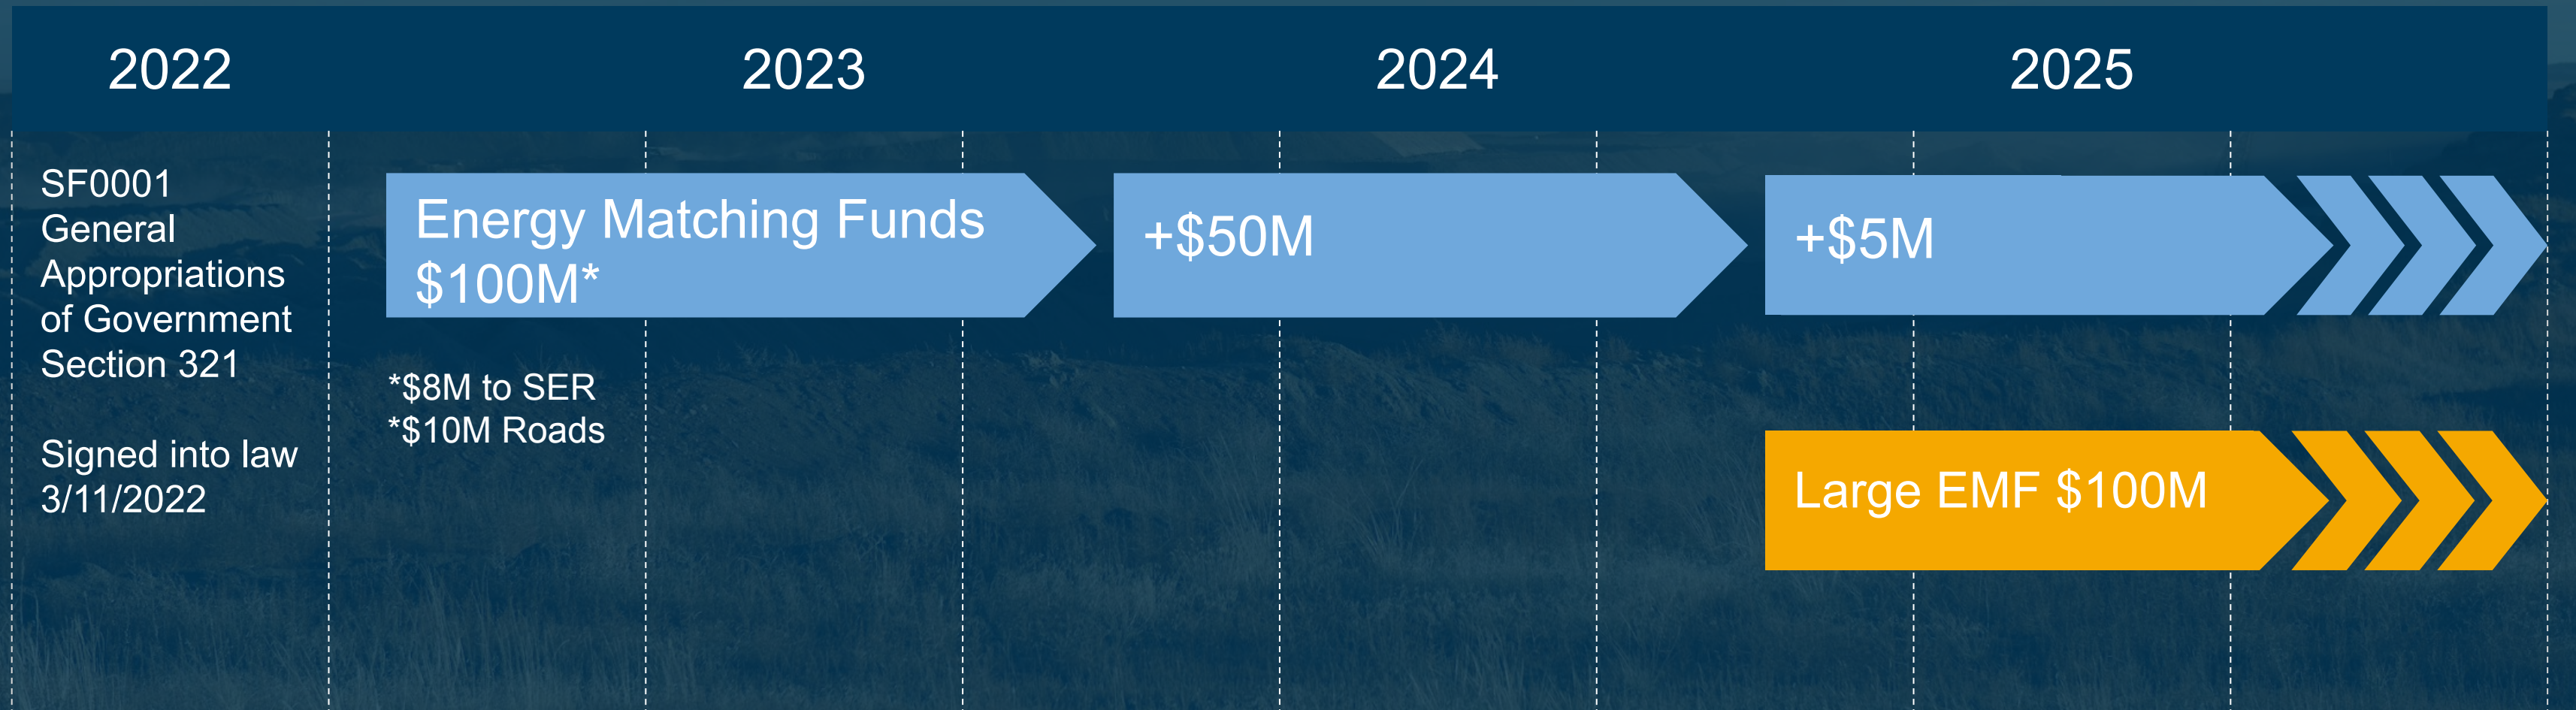 2022
2023
2024
2025
SF0001
General
Appropriations
of Government
Section 321
Signed into law
3/11/2022
Energy Matching Funds
$100M*
*$8M to SER
*$10M Roads
+$50M
+$5M
Large EMF $100M